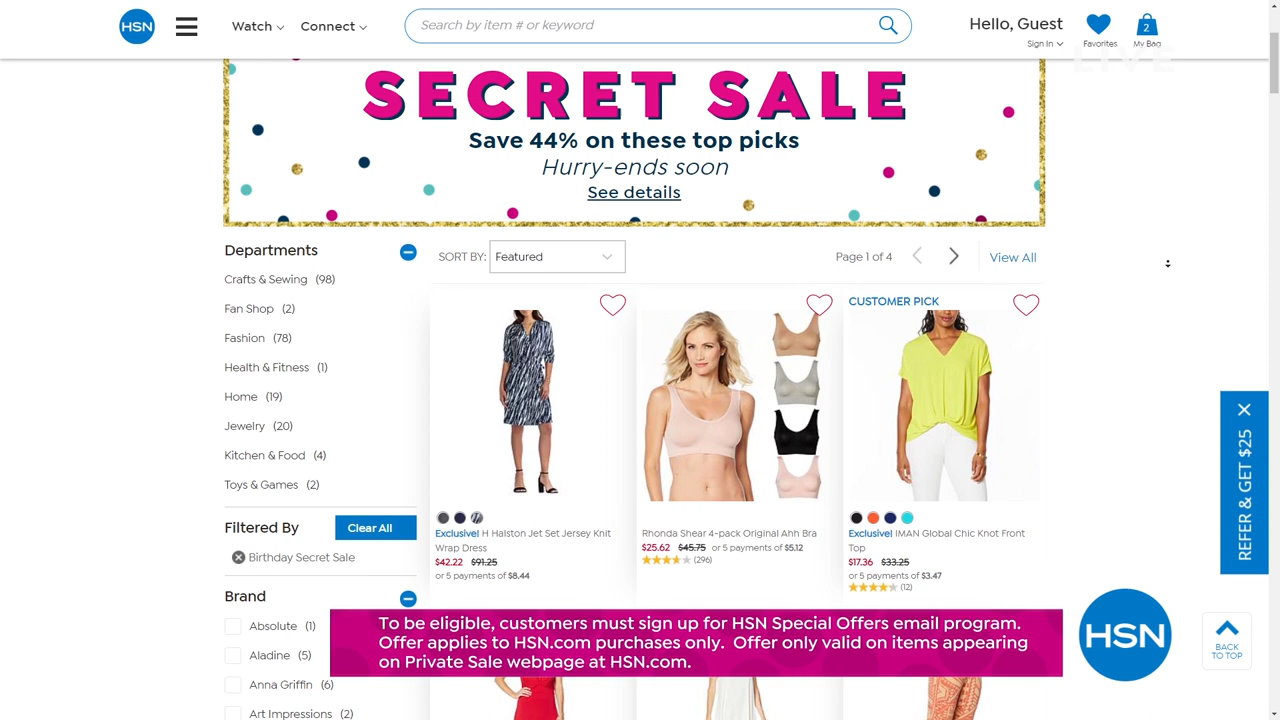 HSN
Watch
Connect
Search by item # or keyword
Hello, Guest
Sign In
Favorites
2
My Bag
LIVE
SECRET SALE
Save 44% on these top picks
Hurry-ends soon
See details
Departments
Crafts & Sewing (98)
Fan Shop (2)
Fashion (78)
Health & Fitness (1)
Home (19)
Jewelry (20)
Kitchen & Food (4)
Toys & Games (2)
Filtered By
Clear All
Birthday Secret Sale
Brand
Absolute (1)
Aladine (5)
Anna Griffin (6)
Art Impressions (2)
SORT BY: Featured
Page 1 of 4
View All
Exclusive! H Halston Jet Set Jersey Knit
Wrap Dress
$42.22 $91.25
or 5 payments of $8.44
Rhonda Shear 4-pack Original Ahh Bra
$25.62 $45.75 or 5 payments of $5.12
(296)
CUSTOMER PICK
Exclusive! IMAN Global Chic Knot Front
Top
$17.36 $33.25
or 5 payments of $3.47
(12)
REFER & GET $25
To be eligible, customers must sign up for HSN Special Offers email program.
Offer applies to HSN.com purchases only. Offer only valid on items appearing
on Private Sale webpage at HSN.com.
HSN
BACK
TO TOP